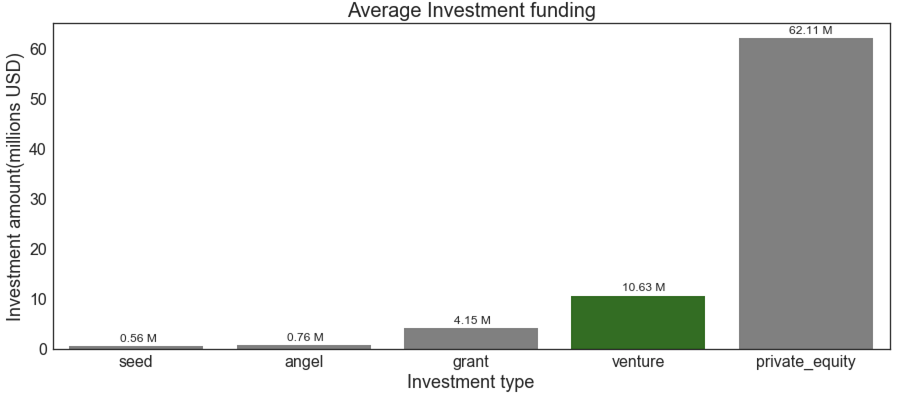 Average Investment funding
Investment amount(millions USD)
60
50
40
30
20
10
0
0.56 M
0.76 M
4.15 M
10.63 M
62.11 M
seed
angel
grant
venture
private_equity
Investment type